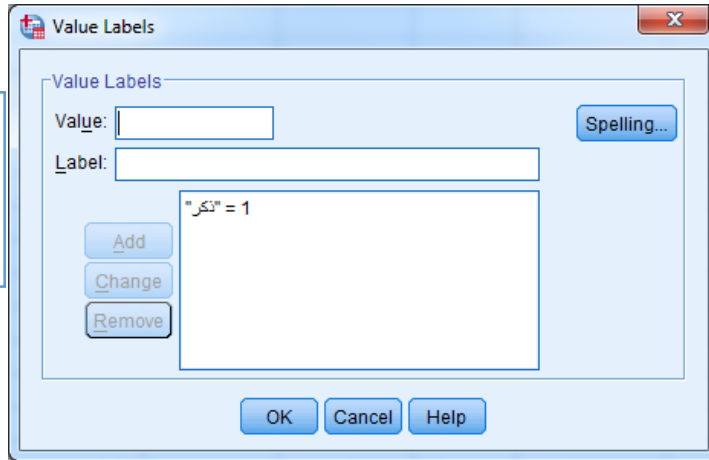 Value Labels
Value Labels
Value:
Spelling...
Label:
1 = "ذكر"
Add
Change
Remove
OK
Cancel
Help